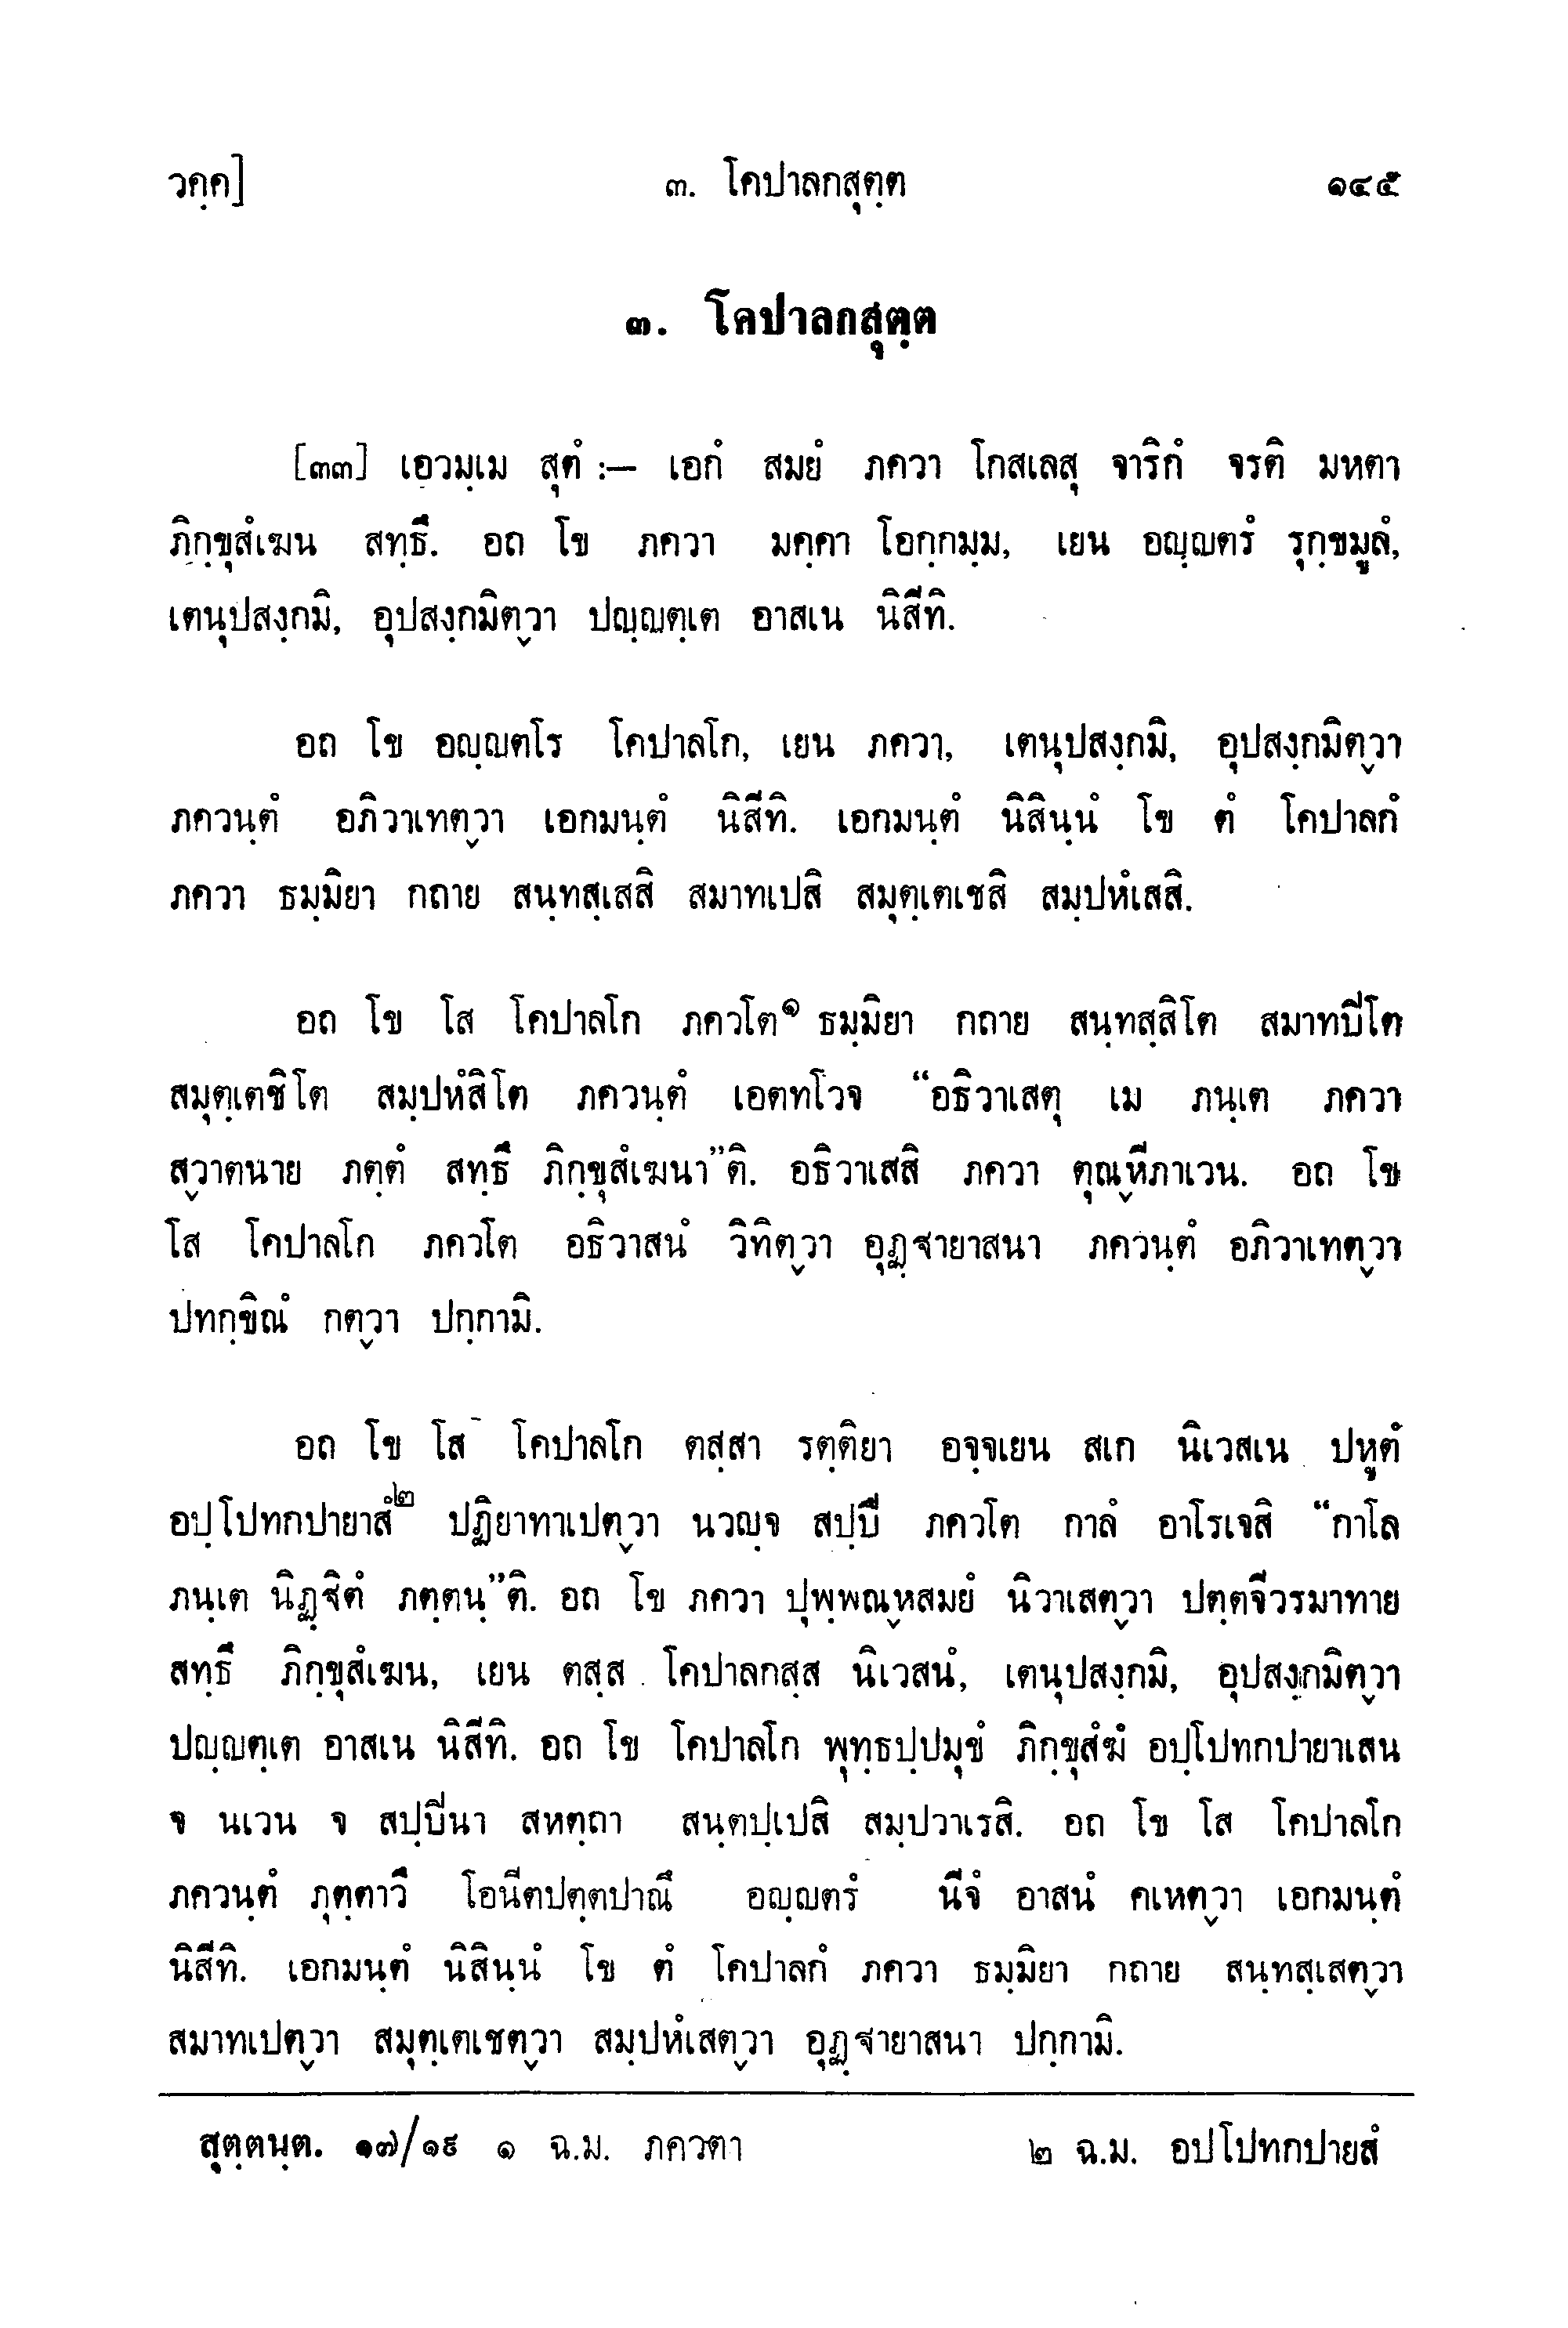 วคฺค]	๓. โคปาลกสุตฺต	๑๔๕
๓. โคปาลกสุตฺต
[๓๓] เอวมฺเม สุตํ :— เอกํ สมยํ ภควา โกสเลสุ จาริกํ จรติ มหตา
ภิกฺขุสํเฆน สทฺธึ. อถ โข ภควา มคฺคา โอกฺกมฺม, เยน อญฺญตรํ รุกฺขมูลํ,
เตนุปสงฺกมิ, อุปสงฺกมิตฺวา ปญฺญตฺเต อาสเน นิสีทิ.
อถ โข อญฺญตโร โคปาลโก, เยน ภควา, เตนุปสงฺกมิ, อุปสงฺกมิตฺวา
ภควนฺตํ อภิวาเทตฺวา เอกมนฺตํ นิสีทิ. เอกมนฺตํ นิสินฺนํ โข ตํ โคปาลกํ
ภควา ธมฺมิยา กถาย สนฺทสฺเสสิ สมาทเปสิ สมุตฺเตเชสิ สมฺปหํเสสิ.
อถ โข โส โคปาลโก ภควโต๑ ธมฺมิยา กถาย สนฺทสฺสิโต สมาทปีโต
สมุตฺเตชิโต สมฺปหํสิโต ภควนฺตํ เอตทโวจ “อธิวาเสตุ เม ภนฺเต ภควา
สฺวาตนาย ภตฺตํ สทฺธึ ภิกฺขุสํเฆนา”ติ. อธิวาเสสิ ภควา ตุณฺหีภาเวน. อถ โข
โส โคปาลโก ภควโต อธิวาสนํ วิทิตฺวา อุฏฺฐายาสนา ภควนฺตํ อภิวาเทตฺวา
ปทกฺขิณํ กตฺวา ปกฺกามิ.
อถ โข โส โคปาลโก ตสฺสา รตฺติยา อจฺจเยน สเก นิเวสเน ปหูตํ
อปฺโปทกปายาสํ๒ ปฏิยาทาเปตฺวา นวญฺจ สปฺปึ ภควโต กาลํ อาโรเจสิ “กาโล
ภนฺเต นิฏฺฐิตํ ภตฺตนฺ”ติ. อถ โข ภควา ปุพฺพณฺหสมยํ นิวาเสตฺวา ปตฺตจีวรมาทาย
สทฺธึ ภิกฺขุสํเฆน, เยน ตสฺส โคปาลกสฺส นิเวสนํ, เตนุปสงฺกมิ, อุปสงฺกมิตฺวา
ปญฺญตฺเต อาสเน นิสีทิ. อถ โข โคปาลโก พุทฺธปฺปมุขํ ภิกฺขุสํฆํ อปฺโปทกปายาเสน
จ นเวน จ สปฺปินา สหตฺถา สนฺตปฺเปสิ สมฺปวาเรสิ. อถ โข โส โคปาลโก
ภควนฺตํ ภุตฺตาวึ โอนีตปตฺตปาณึ อญฺญตรํ นีจํ อาสนํ คเหตฺวา เอกมนฺตํ
นิสีทิ. เอกมนฺตํ นิสินฺนํ โข ตํ โคปาลกํ ภควา ธมฺมิยา กถาย สนฺทสฺเสตฺวา
สมาทเปตฺวา สมุตฺเตเชตฺวา สมฺปหํเสตฺวา อุฏฺฐายาสนา ปกฺกามิ.
สุตฺตนฺต. ๑๗/๑๙ ๑ ฉ.ม. ภควตา	๒ ฉ.ม. อปโปทกปายสํ